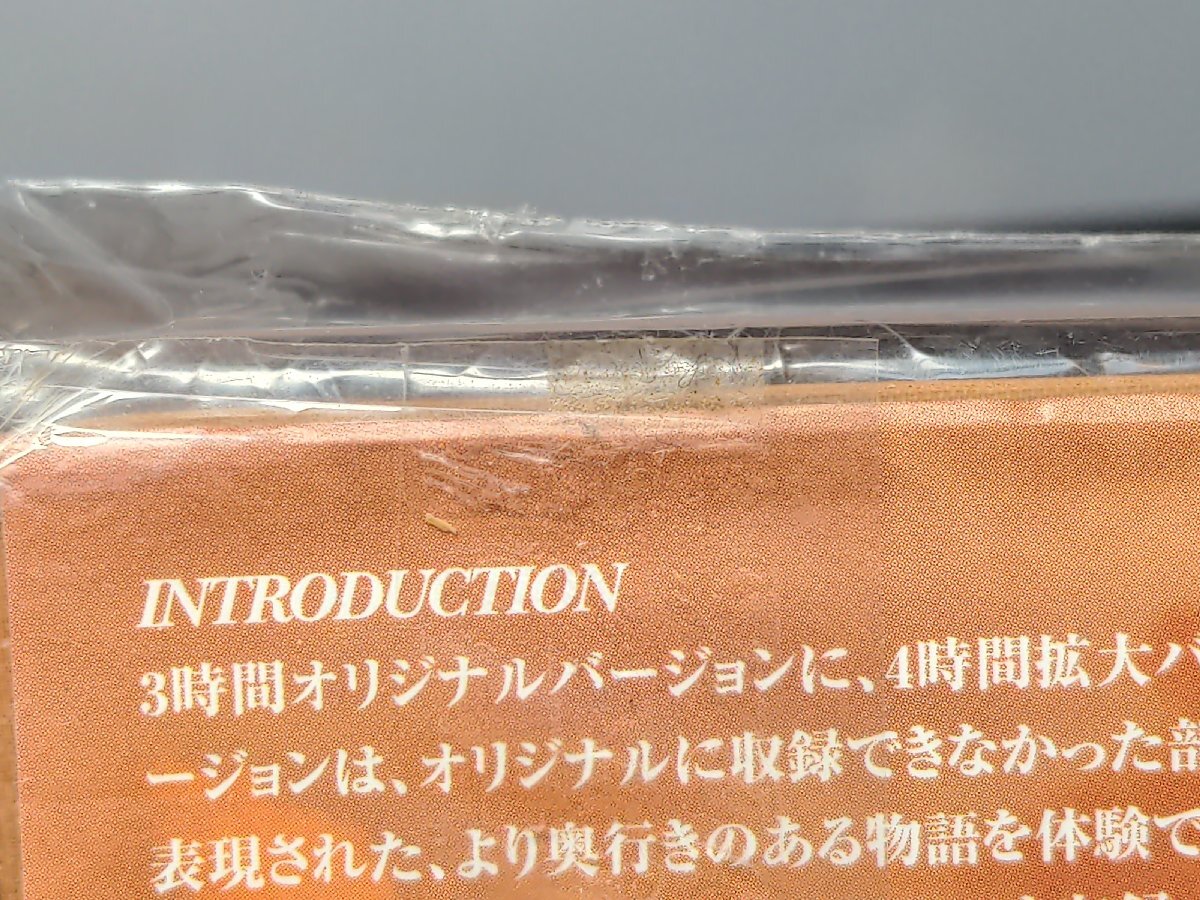 INTRODUCTION
3時間オリジナルバージョンに、4時間拡大バ
ージョンは、オリジナルに収録できなかった部
表現された、より奥行きのある物語を体験で